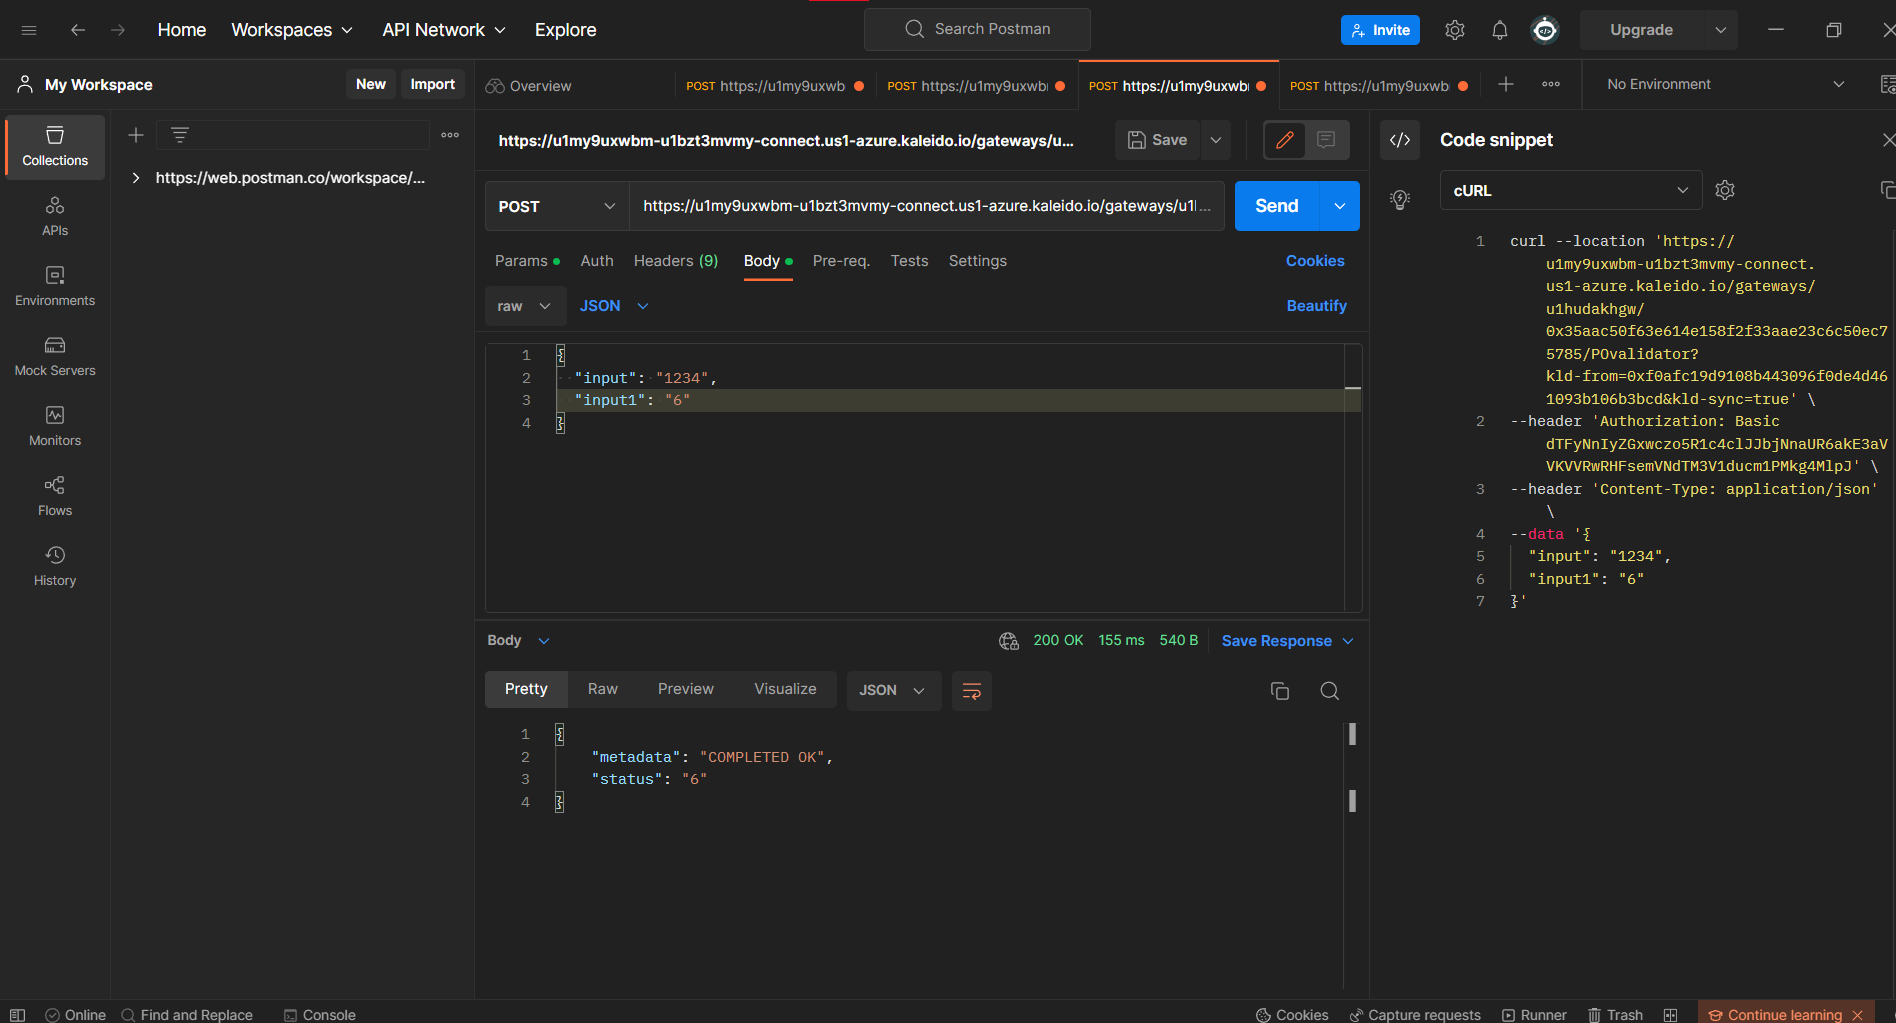 Home Workspaces API Network Explore Search Postman Invite Upgrade
My Workspace New Import Overview POST https://u1my9uxwb POST https://u1my9uxwb POST https://u1my9uxwb POST https://u1my9uxwb No Environment
Collections
APIs
Environments
Mock Servers
Monitors
Flows
History
https://web.postman.co/workspace/...
https://u1my9uxwbm-u1bzt3mvmy-connect.us1-azure.kaleido.io/gateways/u... Save
POST https://u1my9uxwbm-u1bzt3mvmy-connect.us1-azure.kaleido.io/gateways/u1l... Send
Params Auth Headers (9) Body Pre-req. Tests Settings Cookies
raw JSON Beautify
1 {
2 "input": "1234",
3 "input1": "6"
4 }
Body 200 OK 155 ms 540 B Save Response
Pretty Raw Preview Visualize JSON
1 {
2 "metadata": "COMPLETED OK",
3 "status": "6"
4 }
</> Code snippet
cURL
1 curl --location 'https://
u1my9uxwbm-u1bzt3mvmy-connect.
us1-azure.kaleido.io/gateways/
u1hudakhgw/
0x35aac50f63e614e158f2f33aae23c6c50ec7
5785/POvalidator?
kld-from=0xf0afc19d9108b443096f0de4d46
1093b106b3bcd&kld-sync=true' \
2 --header 'Authorization: Basic
dTFyNnIyZGxwczo5R1c4clJJbjNnaUR6akE3aV
VKVVRwRHFsemVNdTM3V1ducm1PMkg4MlpJ' \
3 --header 'Content-Type: application/json'
\
4 --data '{
5 "input": "1234",
6 "input1": "6"
7 }'
Online Find and Replace Console Cookies Capture requests Runner Trash Continue learning